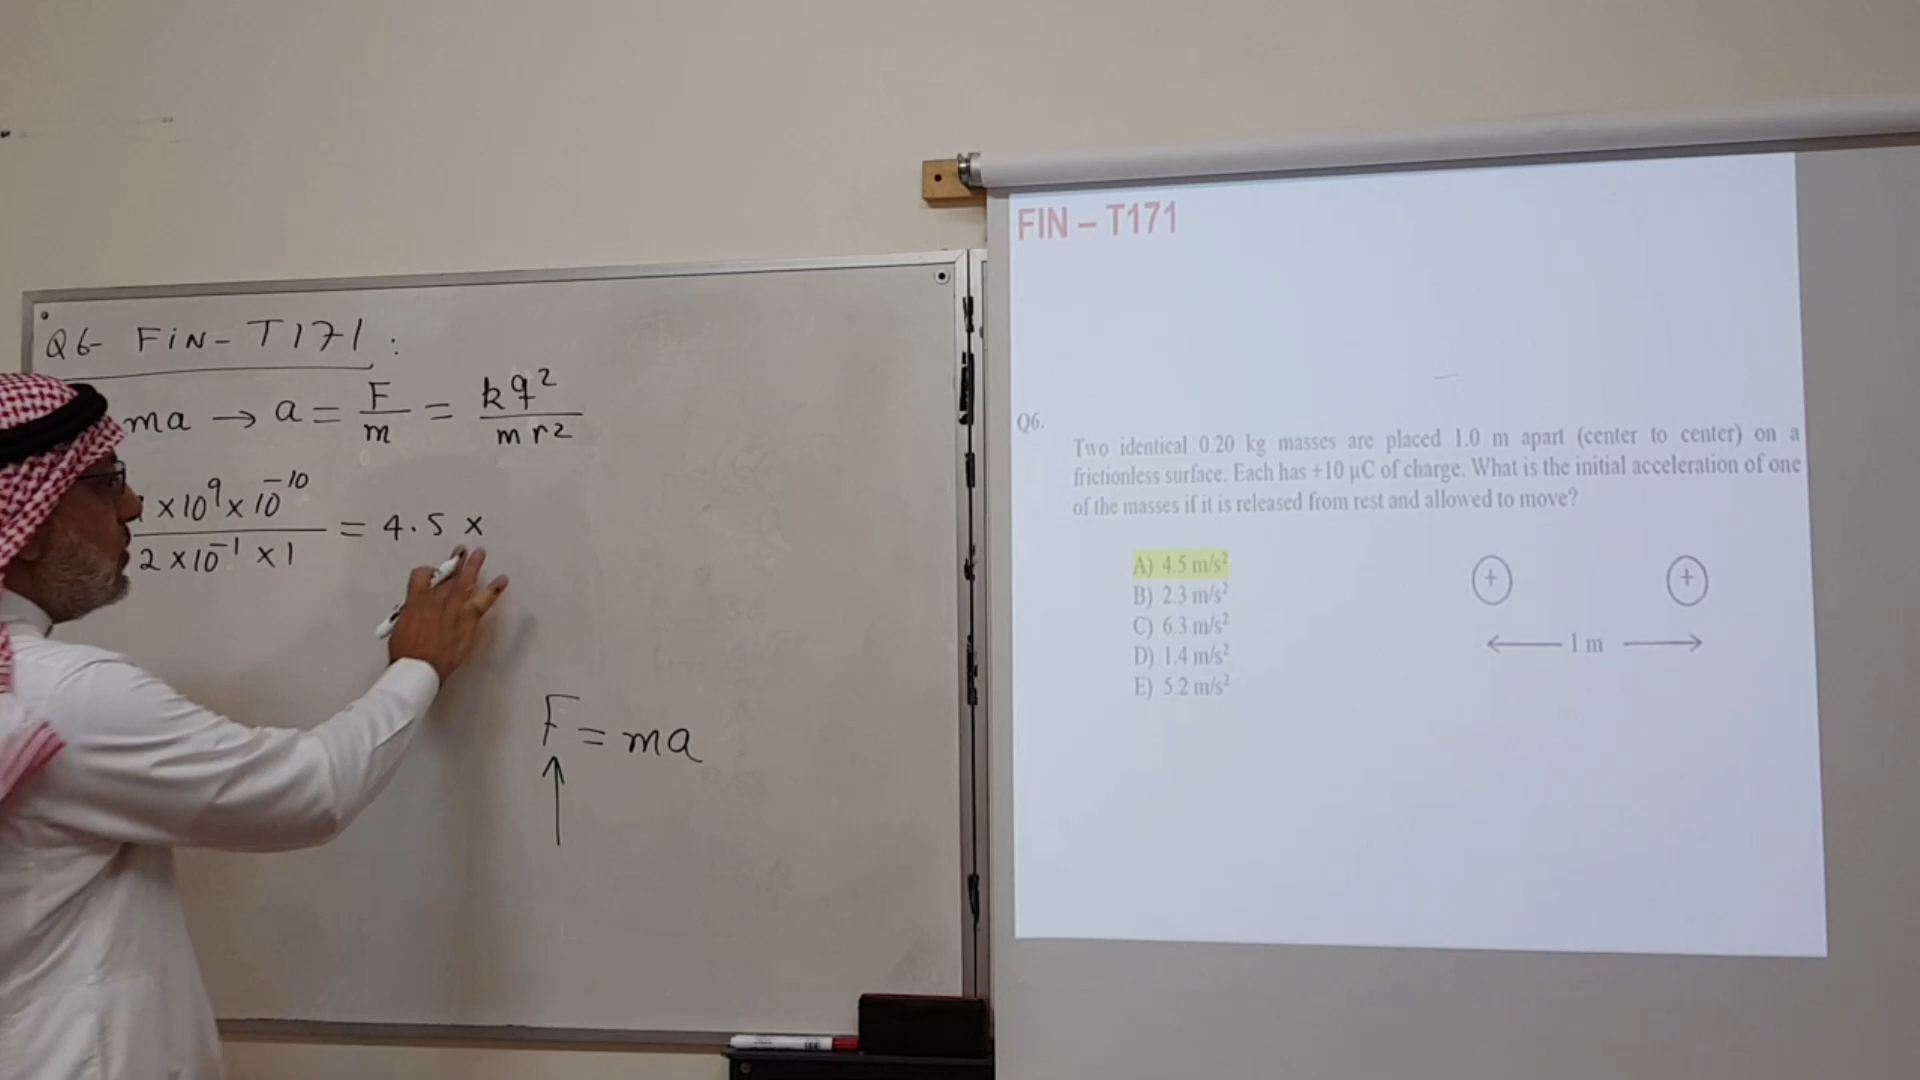 Q6- FIN-T171 :
ma → a = F/m = kq²/mr²
×10⁹×10⁻¹⁰/2×10⁻¹×1 = 4.5 ×
F = ma
↑
FIN – T171
Q6.
Two identical 0.20 kg masses are placed 1.0 m apart (center to center) on a
frictionless surface. Each has +10 μC of charge. What is the initial acceleration of one
of the masses if it is released from rest and allowed to move?
A) 4.5 m/s²
B) 2.3 m/s²
C) 6.3 m/s²
D) 1.4 m/s²
E) 5.2 m/s²
+ +
1 m